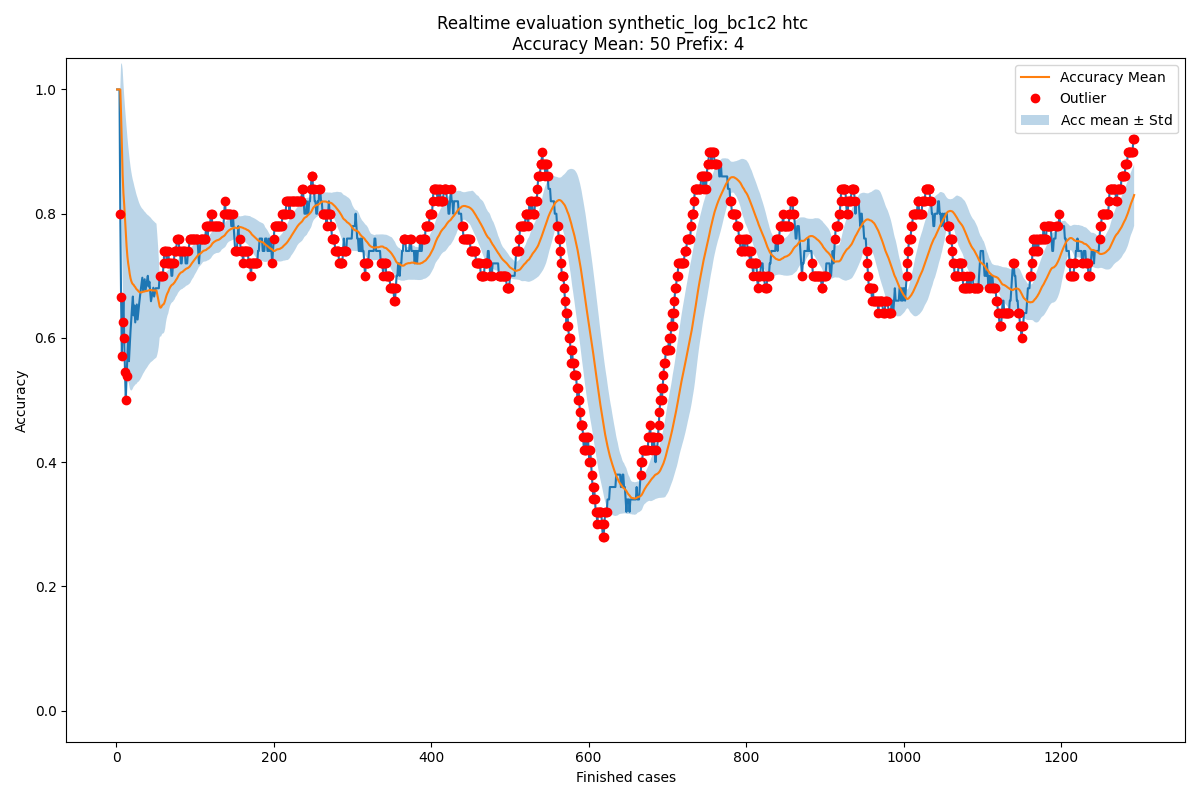 Realtime evaluation synthetic_log_bc1c2 htc
Accuracy Mean: 50 Prefix: 4
Accuracy Mean
Outlier
Acc mean ± Std
Accuracy
1.0
0.8
0.6
0.4
0.2
0.0
0
200
400
600
800
1000
1200
Finished cases